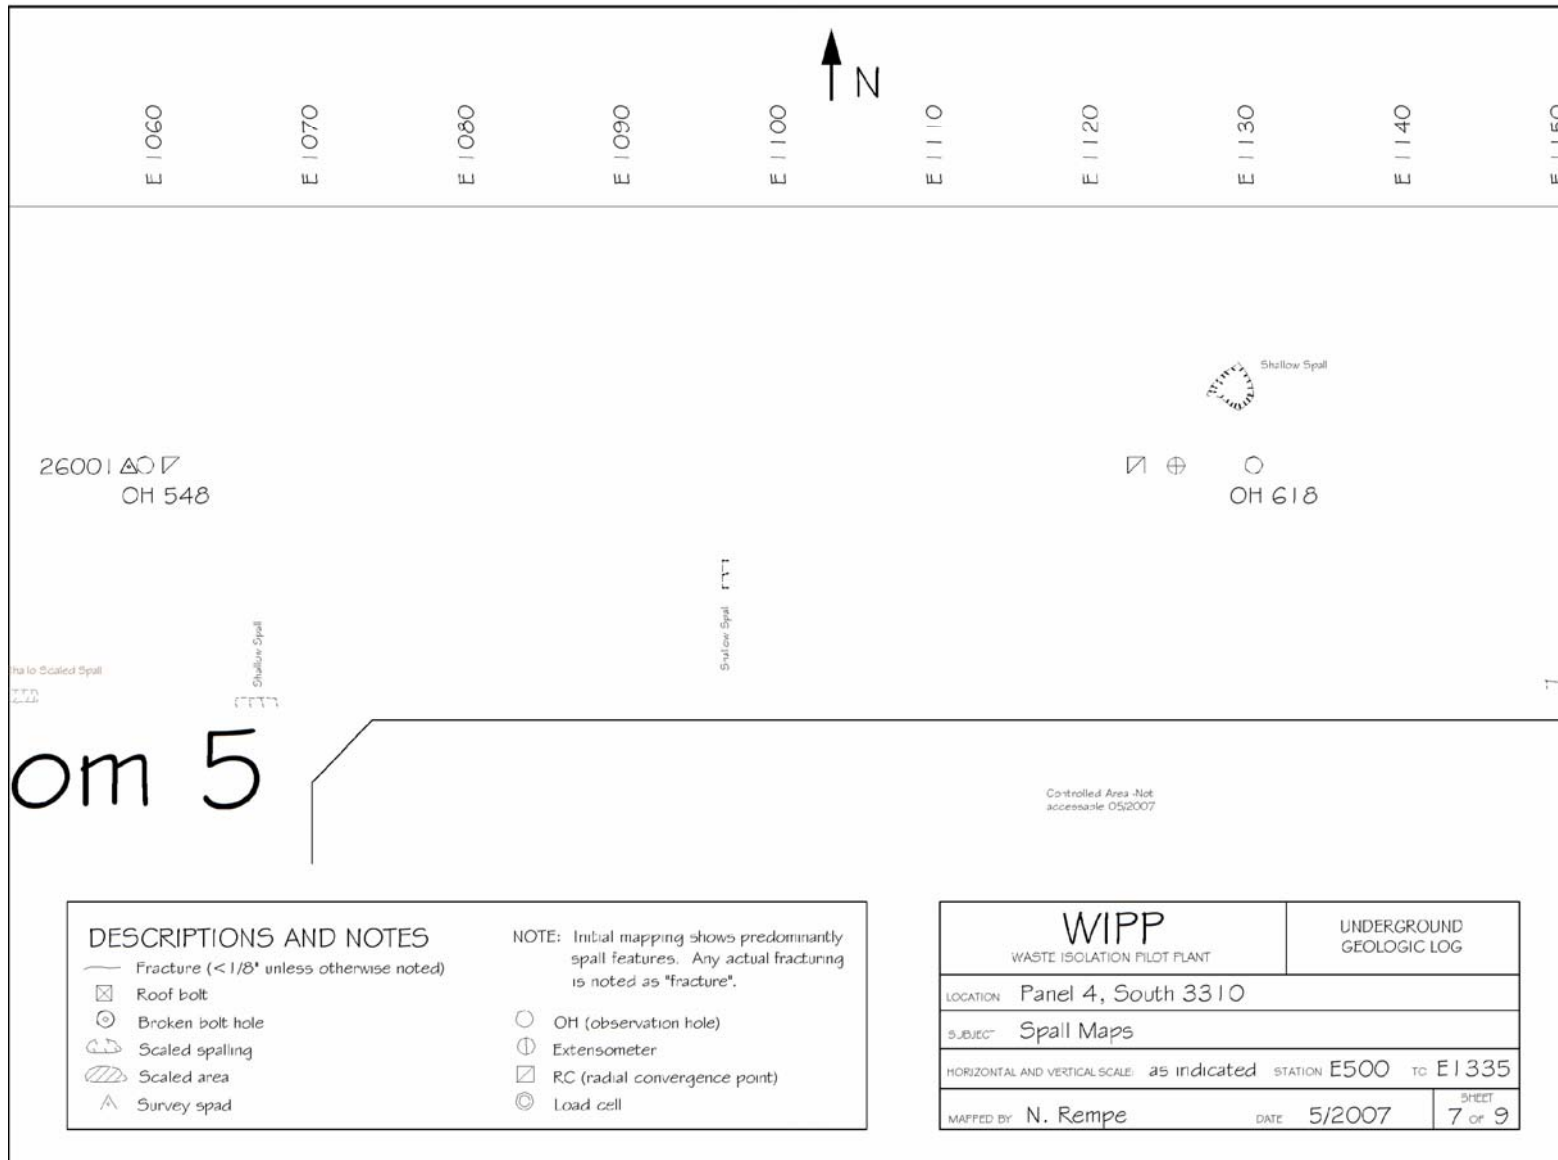 N
E 1060
E 1070
E 1080
E 1090
E 1100
E 1110
E 1120
E 1130
E 1140
E 1150
Shallow Spall
26001
OH 548
OH 618
Shallow Spall
Shallow Spal
Scaled Spall
om 5
Controlled Area -Not
accessable 05/2007
DESCRIPTIONS AND NOTES
Fracture (<1/8" unless otherwise noted)
Roof bolt
Broken bolt hole
Scaled spalling
Scaled area
Survey spad
NOTE: Initial mapping shows predominantly
spall features. Any actual fracturing
is noted as "fracture".
OH (observation hole)
Extensometer
RC (radial convergence point)
Load cell
WIPP
WASTE ISOLATION PILOT PLANT
UNDERGROUND
GEOLOGIC LOG
LOCATION Panel 4, South 3310
SUBJECT Spall Maps
HORIZONTAL AND VERTICAL SCALE: as indicated STATION E500 TO E1335
MAPPED BY N. Rempe DATE 5/2007
SHEET
7 OF 9